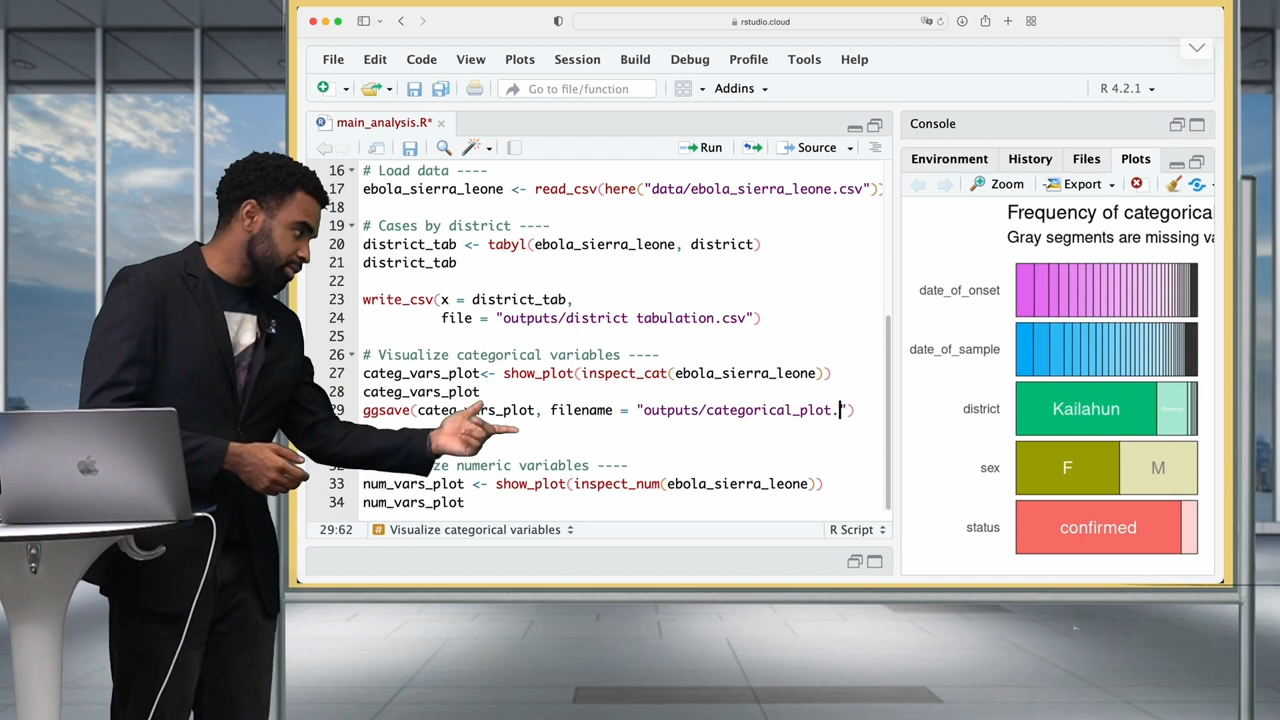 rstudio.cloud
File Edit Code View Plots Session Build Debug Profile Tools Help
Go to file/function
Addins
R 4.2.1
main_analysis.R*
Run
Source
16 # Load data ----
17 ebola_sierra_leone <- read_csv(here("data/ebola_sierra_leone.csv"))
18
19 # Cases by district ----
20 district_tab <- tabyl(ebola_sierra_leone, district)
21 district_tab
22
23 write_csv(x = district_tab,
24 file = "outputs/district tabulation.csv")
25
26 # Visualize categorical variables ----
27 categ_vars_plot<- show_plot(inspect_cat(ebola_sierra_leone))
28 categ_vars_plot
29 ggsave(categ_vars_plot, filename = "outputs/categorical_plot.")
ze numeric variables ----
33 num_vars_plot <- show_plot(inspect_num(ebola_sierra_leone))
34 num_vars_plot
29:62
# Visualize categorical variables
R Script
Console
Environment History Files Plots
Zoom Export
Frequency of categorica
Gray segments are missing va
date_of_onset
date_of_sample
district Kailahun
sex F M
status confirmed